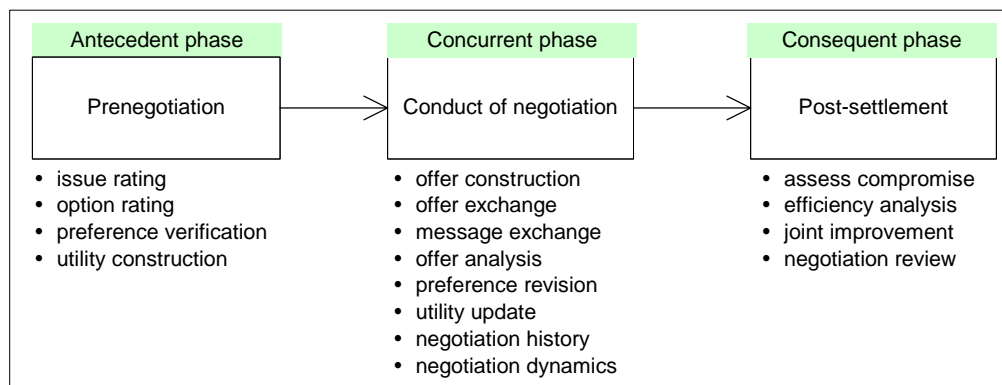 Antecedent phase
Prenegotiation
• issue rating
• option rating
• preference verification
• utility construction
Concurrent phase
Conduct of negotiation
• offer construction
• offer exchange
• message exchange
• offer analysis
• preference revision
• utility update
• negotiation history
• negotiation dynamics
Consequent phase
Post-settlement
• assess compromise
• efficiency analysis
• joint improvement
• negotiation review